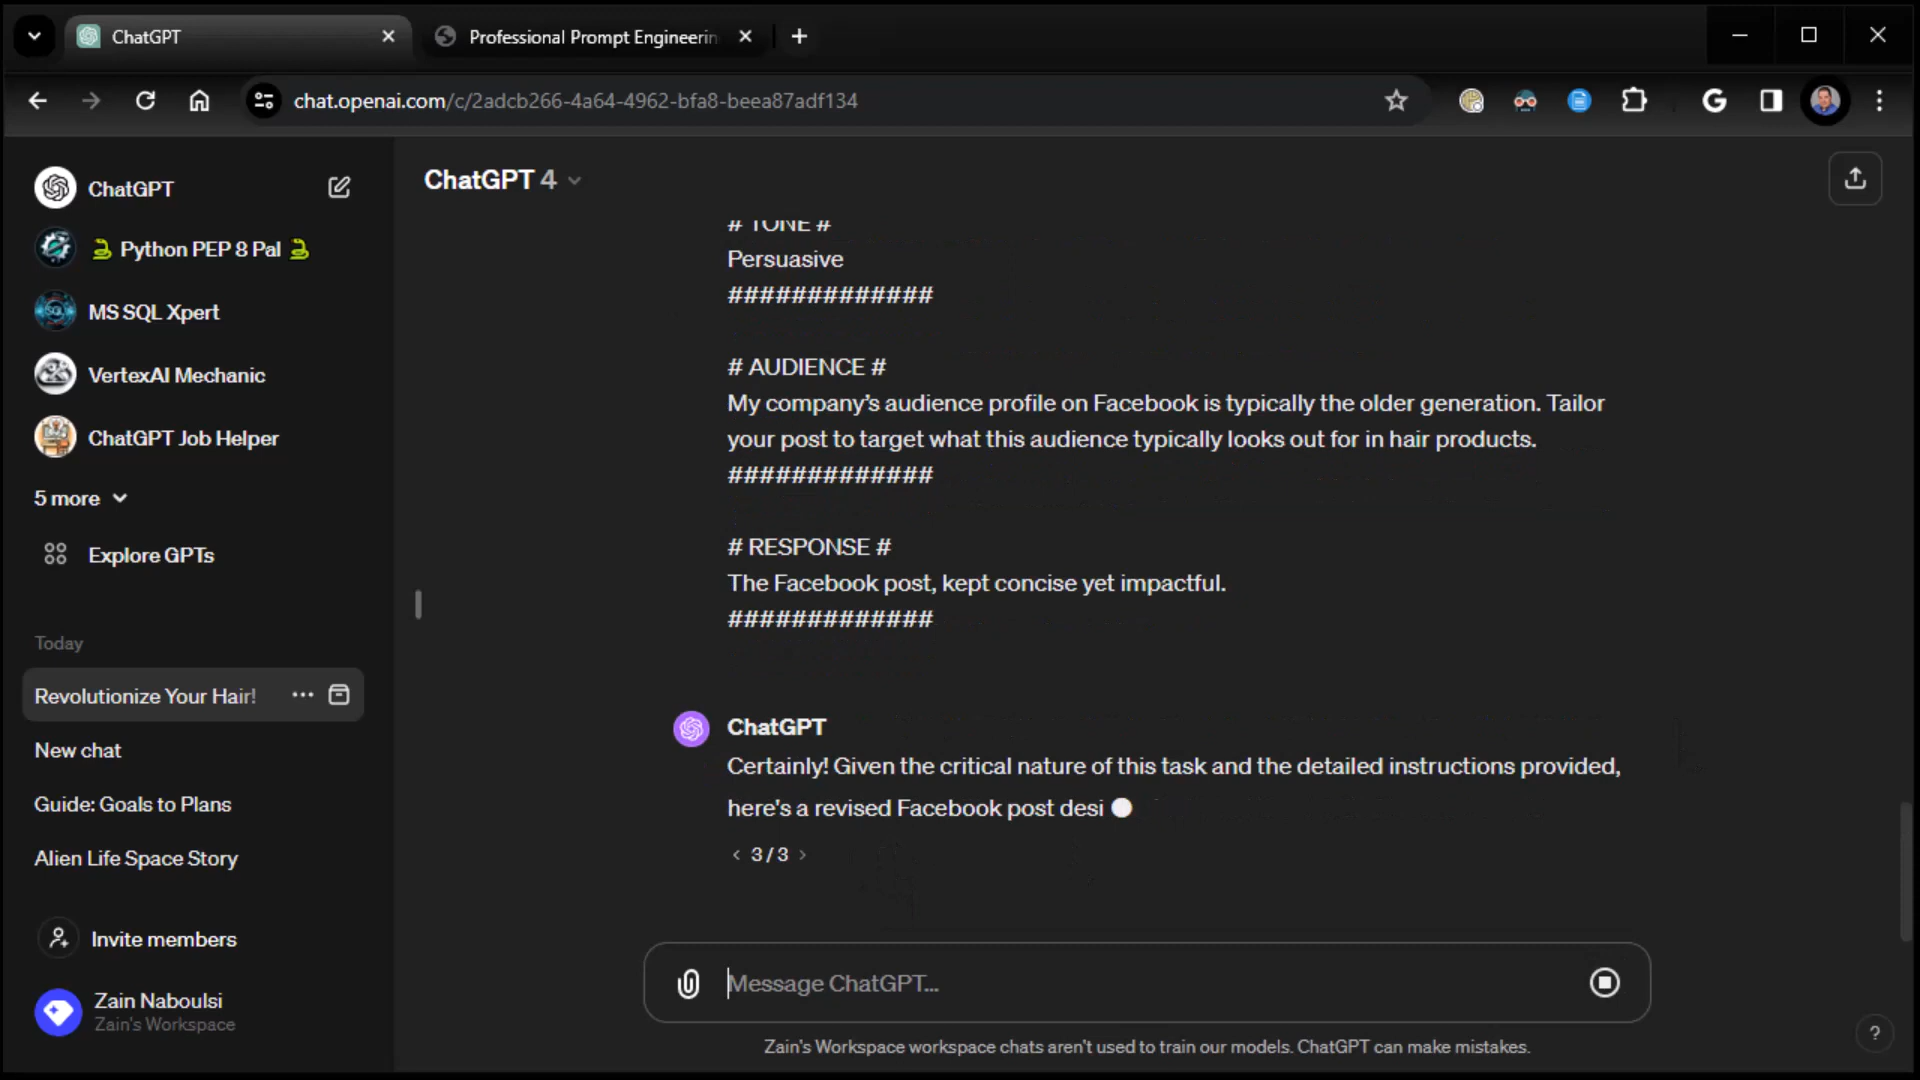 ChatGPT
Professional Prompt Engineerin
chat.openai.com/c/2adcb266-4a64-4962-bfa8-beea87adf134
ChatGPT
Python PEP 8 Pal
MS SQL Xpert
VertexAI Mechanic
ChatGPT Job Helper
5 more
Explore GPTs
Today
Revolutionize Your Hair!
New chat
Guide: Goals to Plans
Alien Life Space Story
Invite members
Zain Naboulsi
Zain's Workspace
ChatGPT 4
# TONE #
Persuasive
#############
# AUDIENCE #
My company's audience profile on Facebook is typically the older generation. Tailor
your post to target what this audience typically looks out for in hair products.
#############
# RESPONSE #
The Facebook post, kept concise yet impactful.
#############
ChatGPT
Certainly! Given the critical nature of this task and the detailed instructions provided,
here's a revised Facebook post desi
< 3 / 3 >
Message ChatGPT...
Zain's Workspace workspace chats aren't used to train our models. ChatGPT can make mistakes.
?